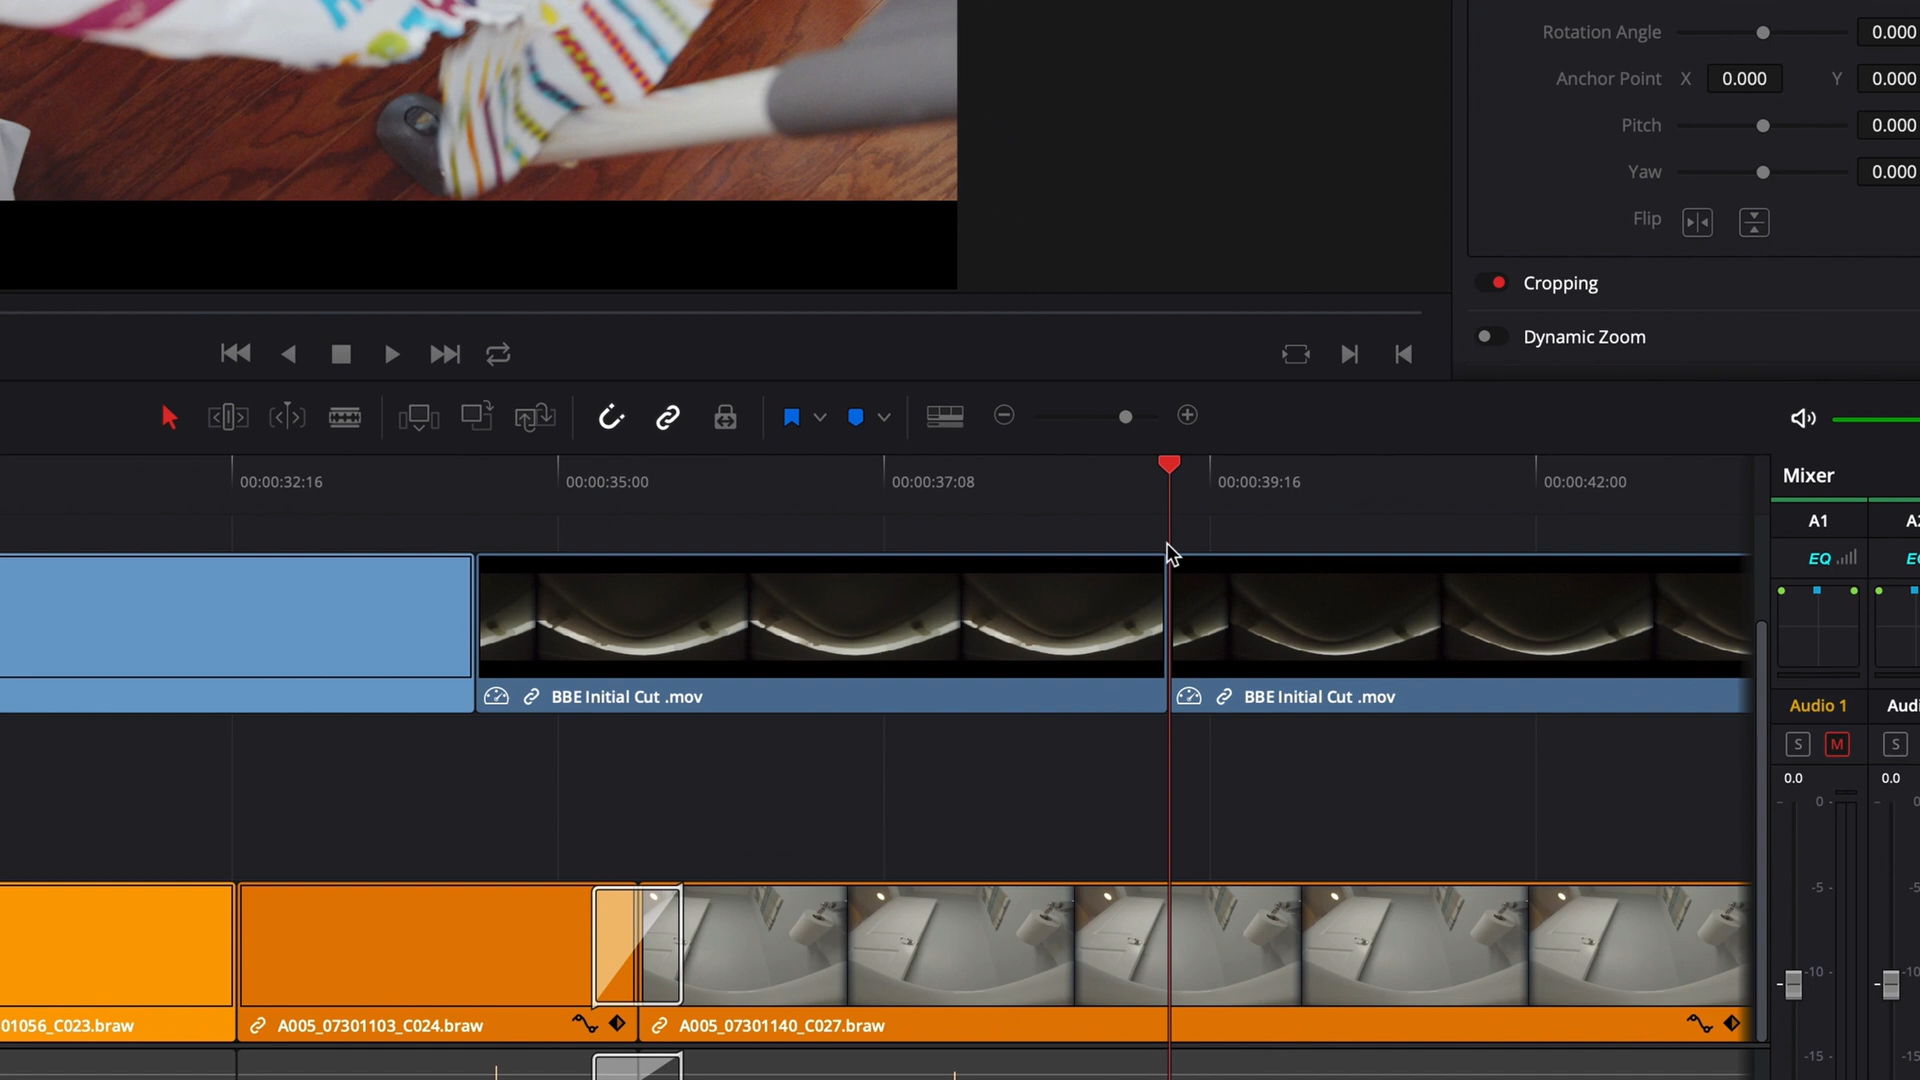 Rotation Angle 0.000
Anchor Point X 0.000 Y 0.000
Pitch 0.000
Yaw 0.000
Flip
Cropping
Dynamic Zoom
00:00:32:16 00:00:35:00 00:00:37:08 00:00:39:16 00:00:42:00
Mixer
A1
EQ
BBE Initial Cut .mov BBE Initial Cut .mov
Audio 1 Audi
S M S
0.0 0.0
0
-5
-10
-15
01056_C023.braw A005_07301103_C024.braw A005_07301140_C027.braw